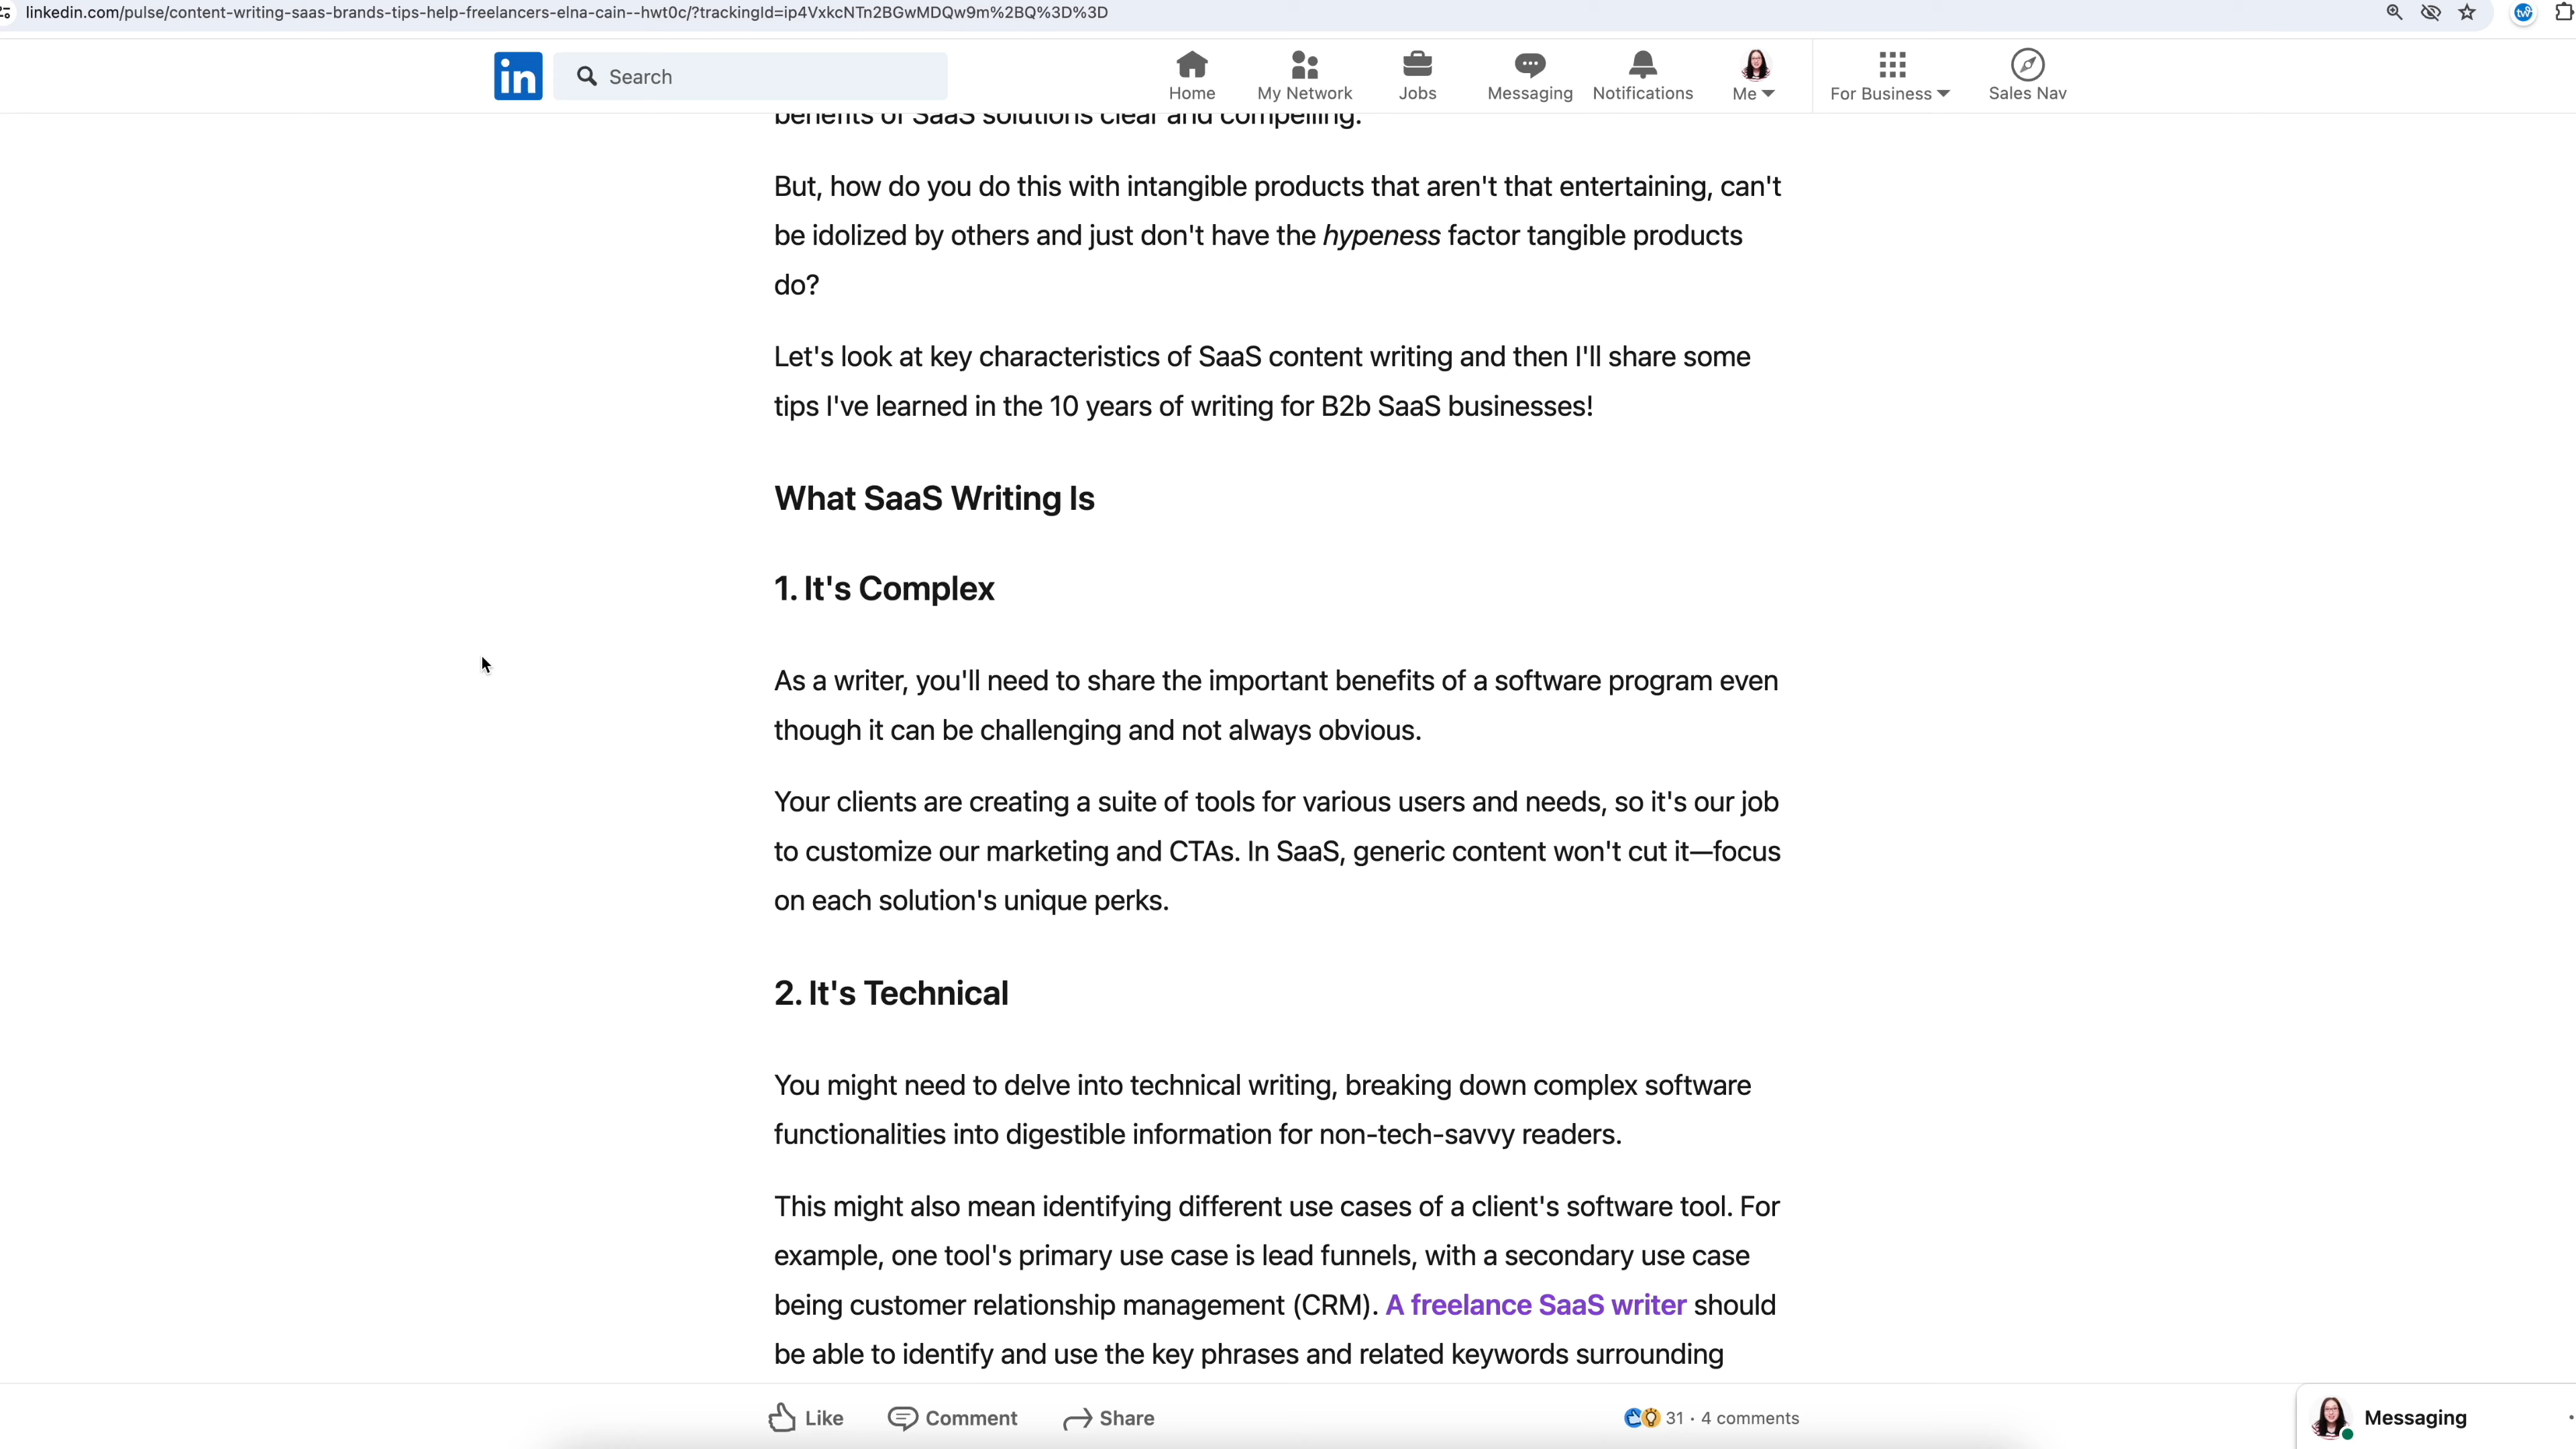 linkedin.com/pulse/content-writing-saas-brands-tips-help-freelancers-elna-cain--hwt0c/?trackingId=ip4VxkcNTn2BGwMDQw9m%2BQ%3D%3D
in
Search
Home
My Network
Jobs
Messaging
Notifications
Me
For Business
Sales Nav
benefits of SaaS solutions clear and compelling.
But, how do you do this with intangible products that aren't that entertaining, can't
be idolized by others and just don't have the hypeness factor tangible products
do?
Let's look at key characteristics of SaaS content writing and then I'll share some
tips I've learned in the 10 years of writing for B2b SaaS businesses!
What SaaS Writing Is
1. It's Complex
As a writer, you'll need to share the important benefits of a software program even
though it can be challenging and not always obvious.
Your clients are creating a suite of tools for various users and needs, so it's our job
to customize our marketing and CTAs. In SaaS, generic content won't cut it—focus
on each solution's unique perks.
2. It's Technical
You might need to delve into technical writing, breaking down complex software
functionalities into digestible information for non-tech-savvy readers.
This might also mean identifying different use cases of a client's software tool. For
example, one tool's primary use case is lead funnels, with a secondary use case
being customer relationship management (CRM). A freelance SaaS writer should
be able to identify and use the key phrases and related keywords surrounding
Like
Comment
Share
31 · 4 comments
Messaging